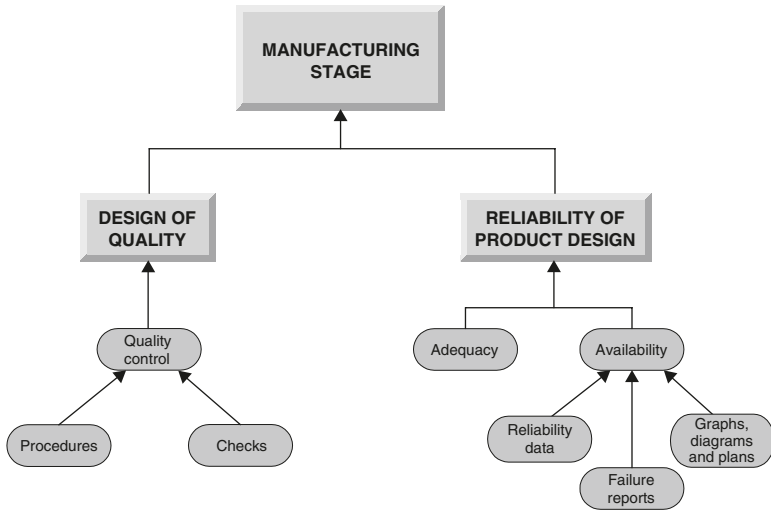 MANUFACTURING
STAGE
DESIGN OF
QUALITY
RELIABILITY OF
PRODUCT DESIGN
Quality
control
Adequacy
Availability
Procedures
Checks
Reliability
data
Failure
reports
Graphs,
diagrams
and plans